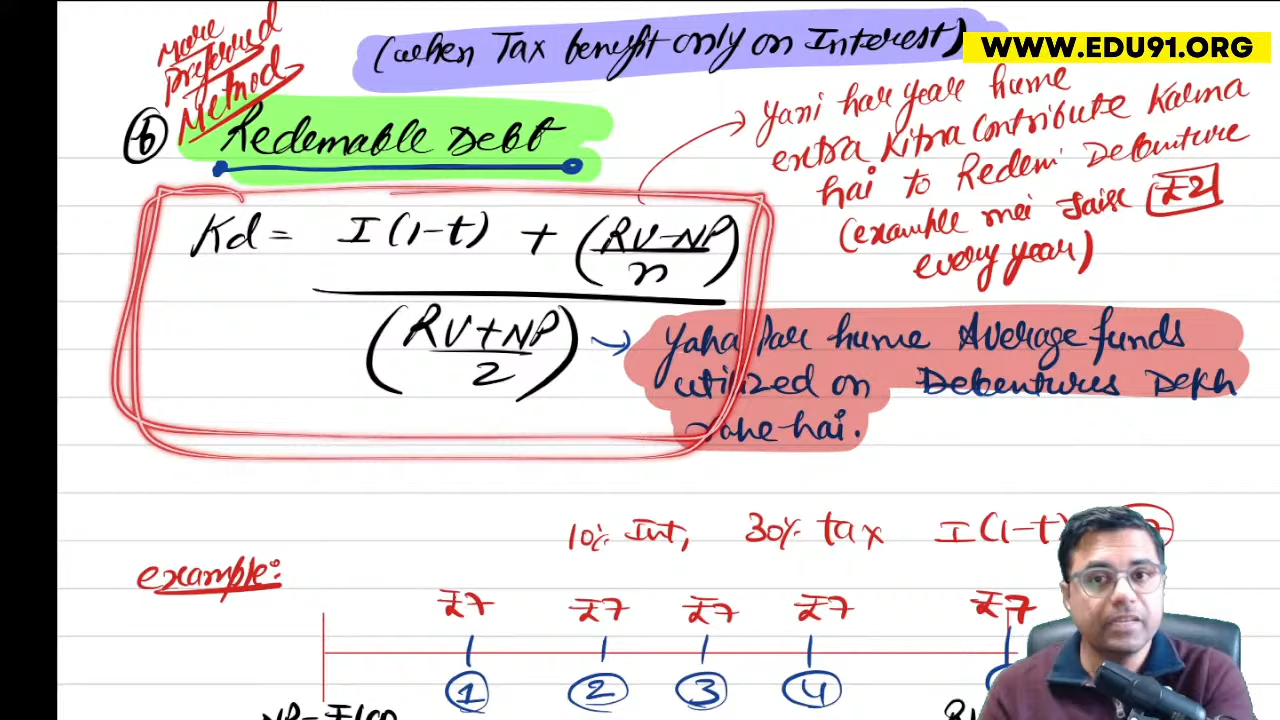 (when Tax benefit only on Interest)
WWW.EDU91.ORG
more preferred Method
(b) Redemable Debt
Kd = I(1-t) + (RV-NP / n)
(RV+NP / 2)
Yani har year hume
extra Kitna Contribute Karna
hai to Redem Debenture
(example mei jaise ₹2
every year)
Yaha par hume Average funds
utilized on Debentures Dekh
rahe hai.
10% Int, 30% tax I(1-t)
example:
₹7 ₹7 ₹7 ₹7 ₹7
1 2 3 4
NP = ₹100